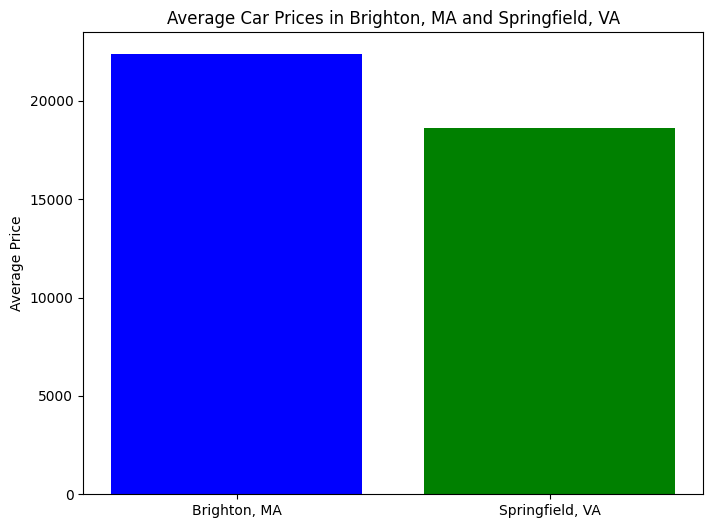 Average Car Prices in Brighton, MA and Springfield, VA
Average Price
20000
15000
10000
5000
0
Brighton, MA
Springfield, VA